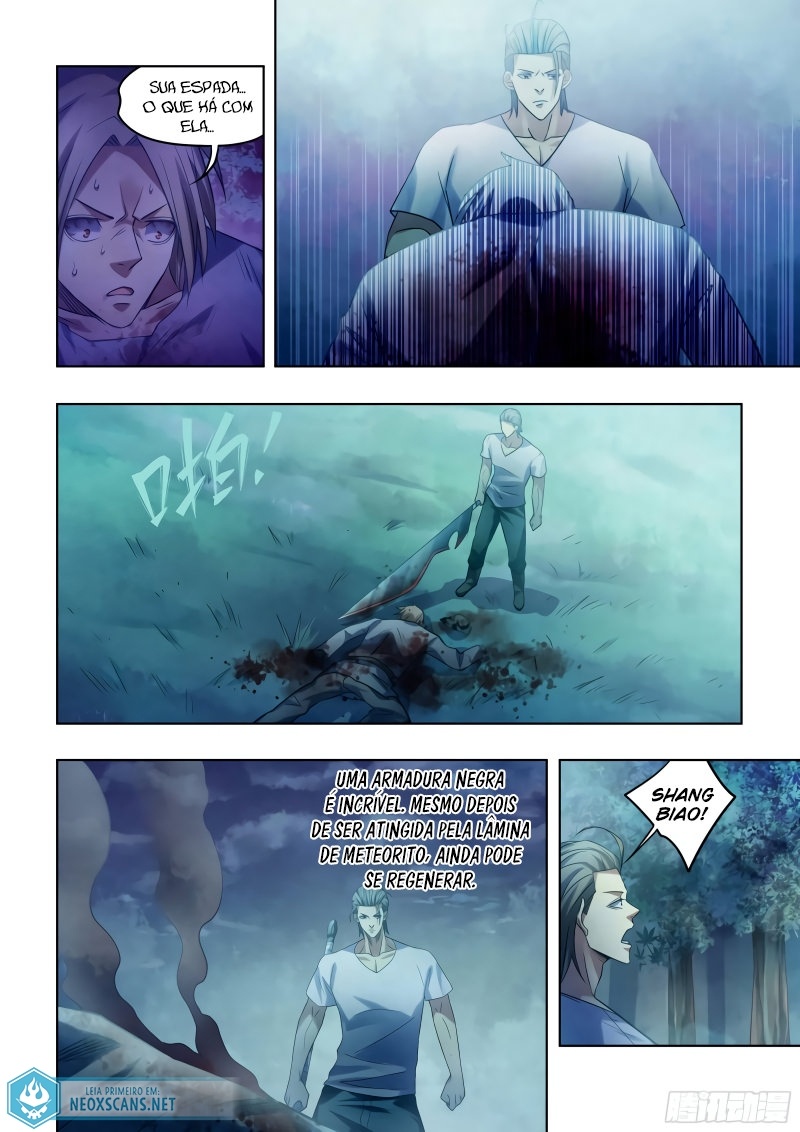 SUA ESPADA...
O QUE HÁ COM
ELA...
啪!
UMA ARMADURA NEGRA
É INCRÍVEL. MESMO DEPOIS
DE SER ATINGIDA PELA LÂMINA
DE METEORITO, AINDA PODE
SE REGENERAR.
SHANG
BIAO!
LEIA PRIMEIRO EM:
NEOXSCANS.NET
腾讯动漫